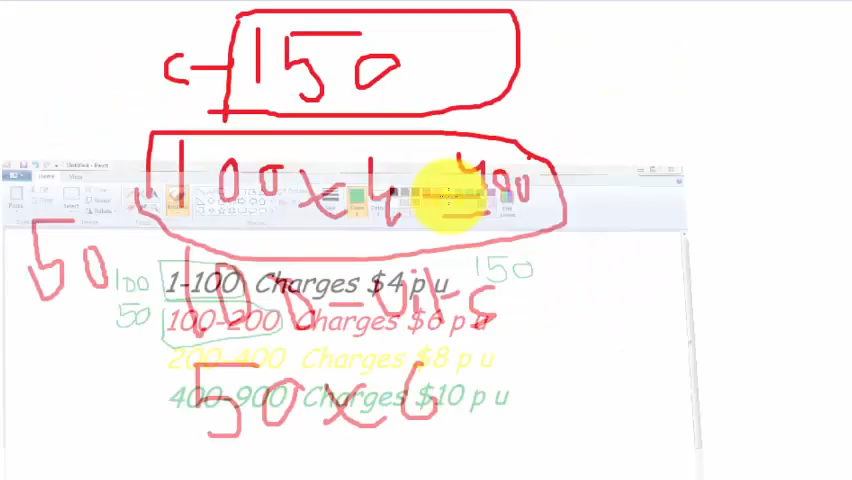 c-150
100 x 4 = 400
50
100 1-100 Charges $4 p u 150
100-Uits
50 100-200 Charges $6 p u
200-400 Charges $8 p u
50 x 6
400-900 Charges $10 p u